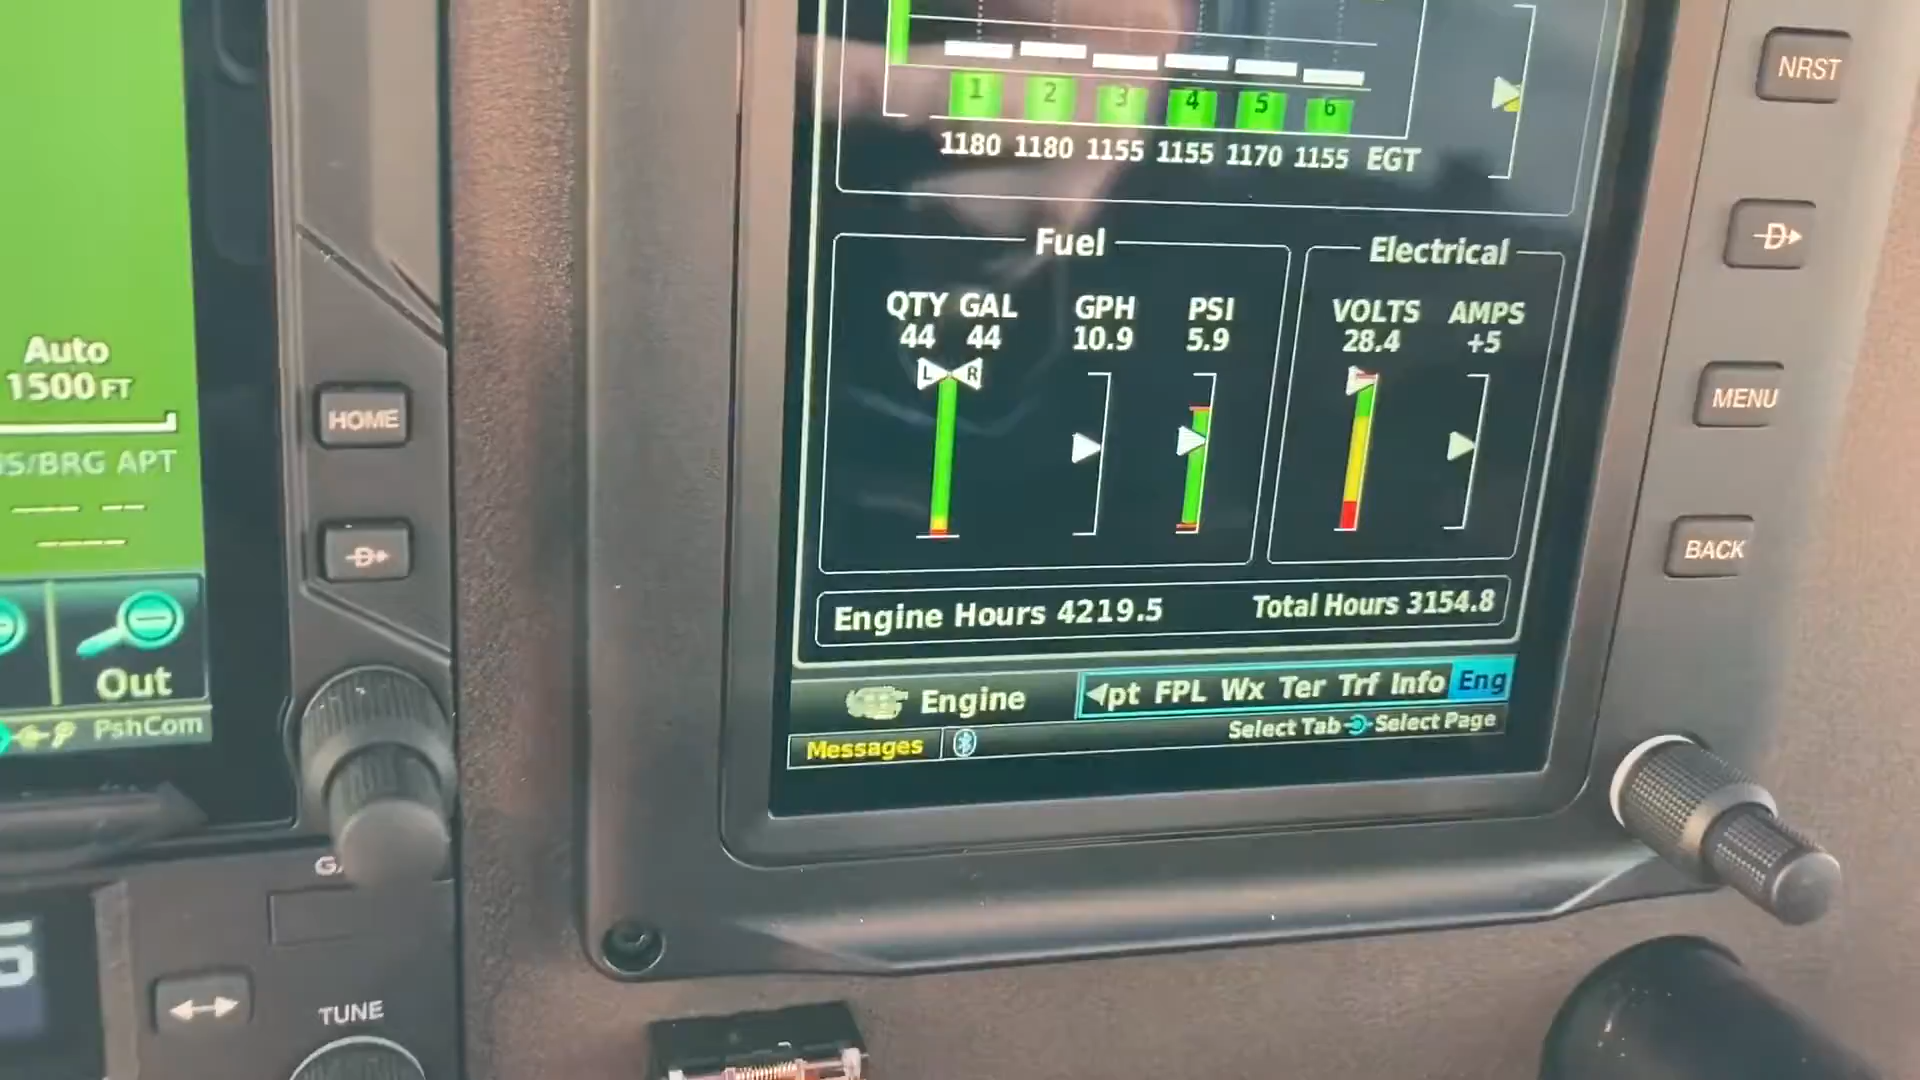 NRST
1 2 3 4 5 6
1180 1180 1155 1155 1170 1155 EGT
Fuel
Electrical
QTY GAL GPH PSI
44 44 10.9 5.9
L R
VOLTS AMPS
28.4 +5
Engine Hours 4219.5 Total Hours 3154.8
Engine
pt FPL Wx Ter Trf Info Eng
Select Tab Select Page
Messages
D
MENU
BACK
Auto
1500 FT
S/BRG APT
HOME
D
Out
PshCom
5
TUNE